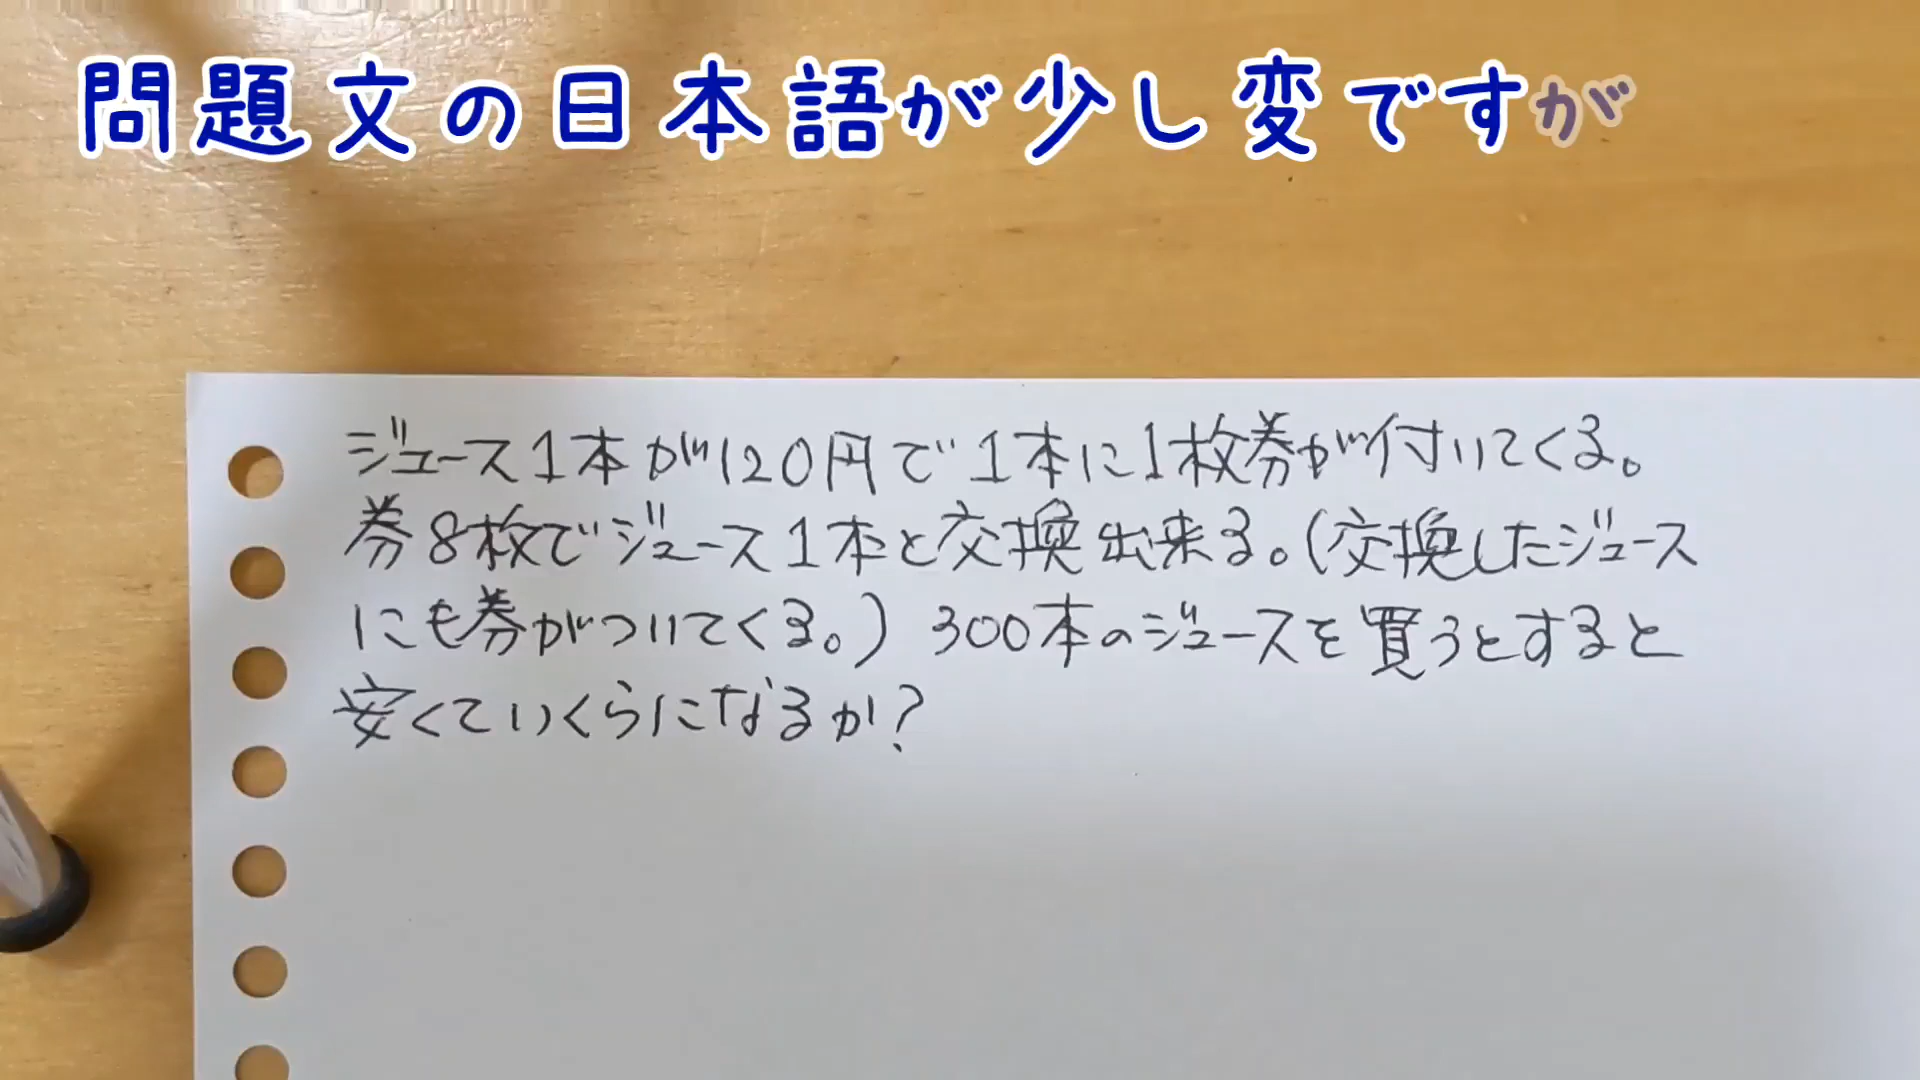 問題文の日本語が少し変ですが
ジュース1本が120円で1本に1枚券が付いてくる。
券8枚でジュース1本と交換出来る。(交換したジュース
にも券がついてくる。) 300本のジュースを買うとすると
安くていくらになるか?